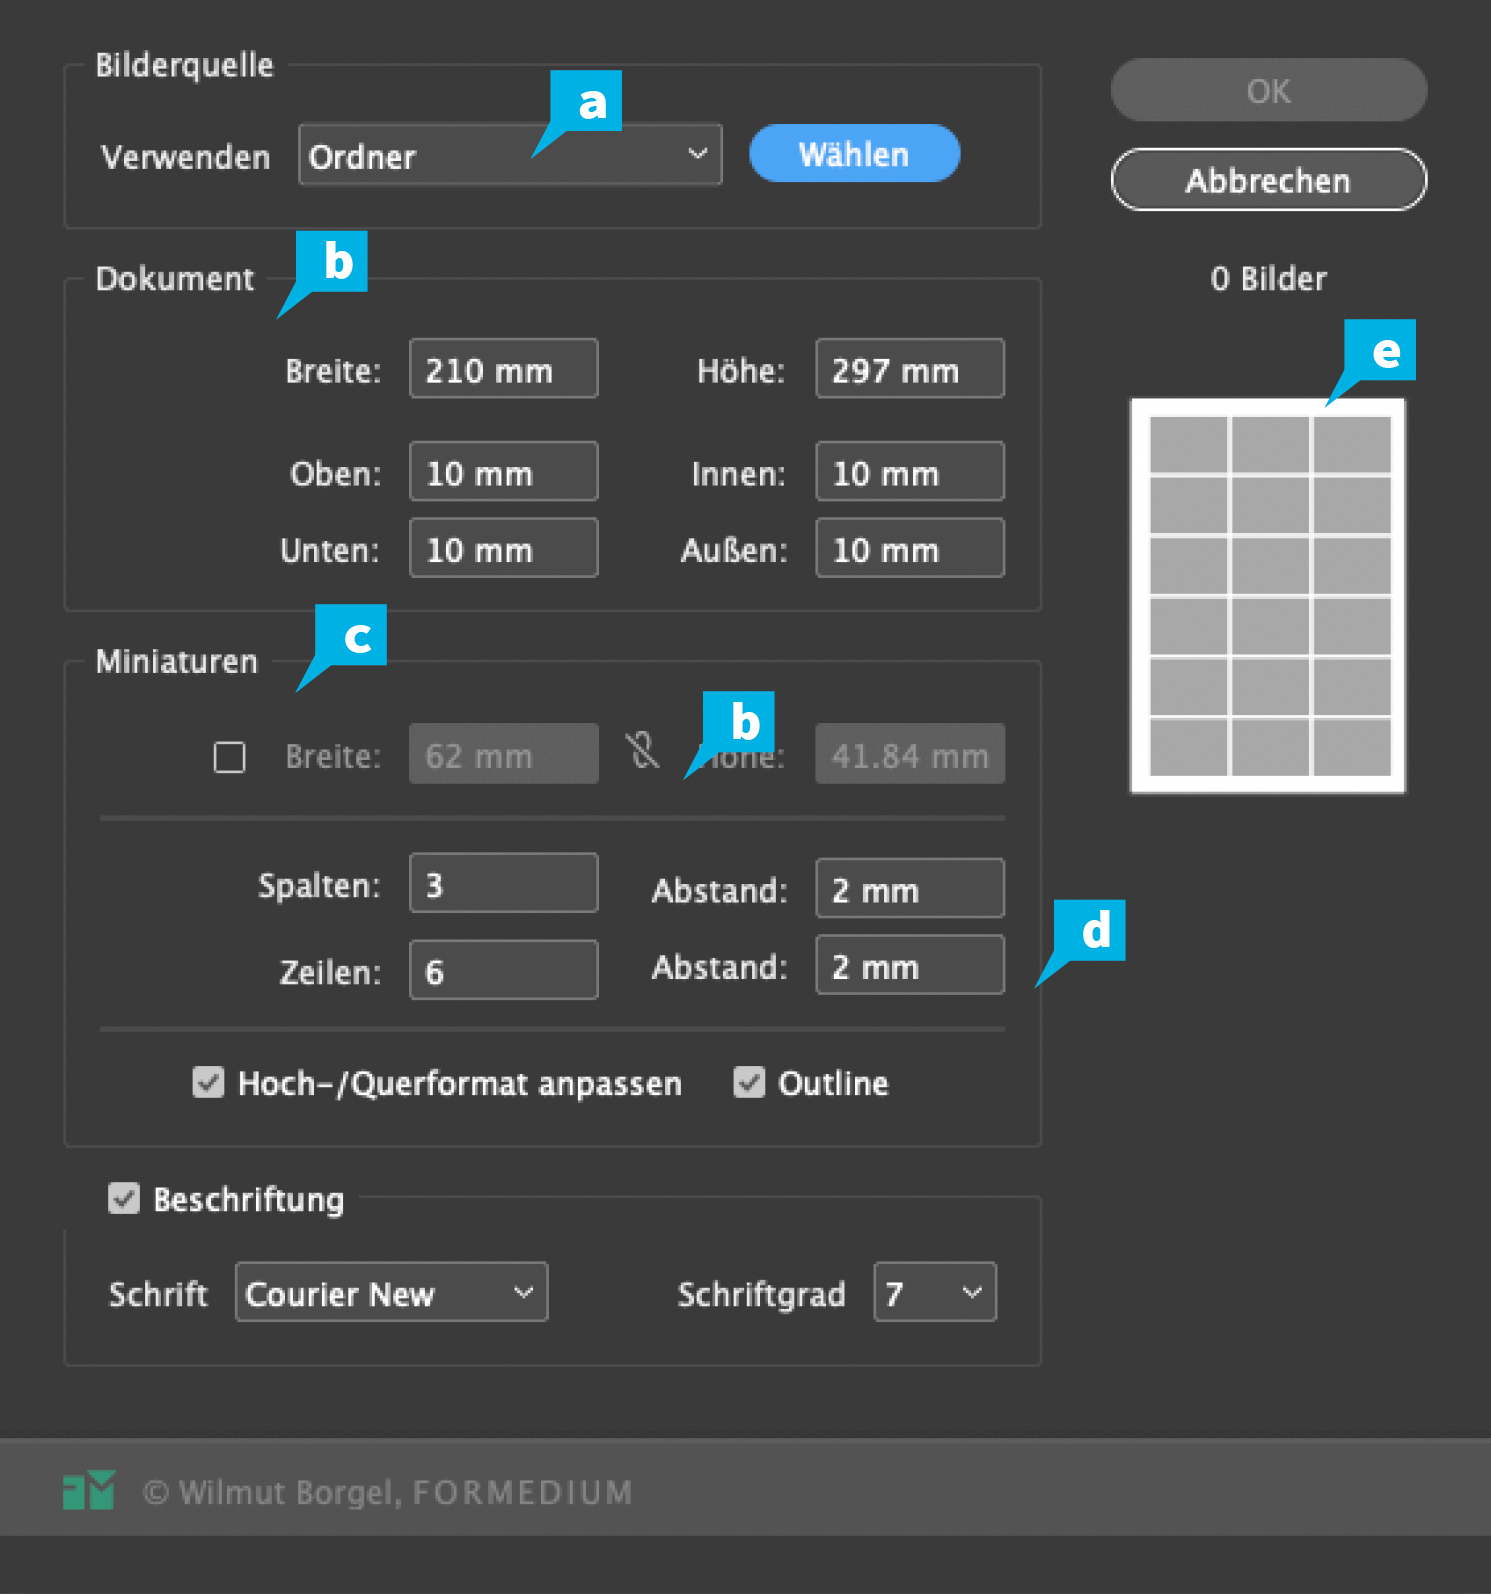 Bilderquelle
a
Verwenden Ordner Wählen
OK
Abbrechen
0 Bilder
b
Dokument
Breite: 210 mm Höhe: 297 mm
Oben: 10 mm Innen: 10 mm
Unten: 10 mm Außen: 10 mm
e
c
Miniaturen
b
Breite: 62 mm Höhe: 41.84 mm
Spalten: 3 Abstand: 2 mm
Zeilen: 6 Abstand: 2 mm
d
Hoch-/Querformat anpassen Outline
Beschriftung
Schrift Courier New Schriftgrad 7
FM © Wilmut Borgel, FORMEDIUM